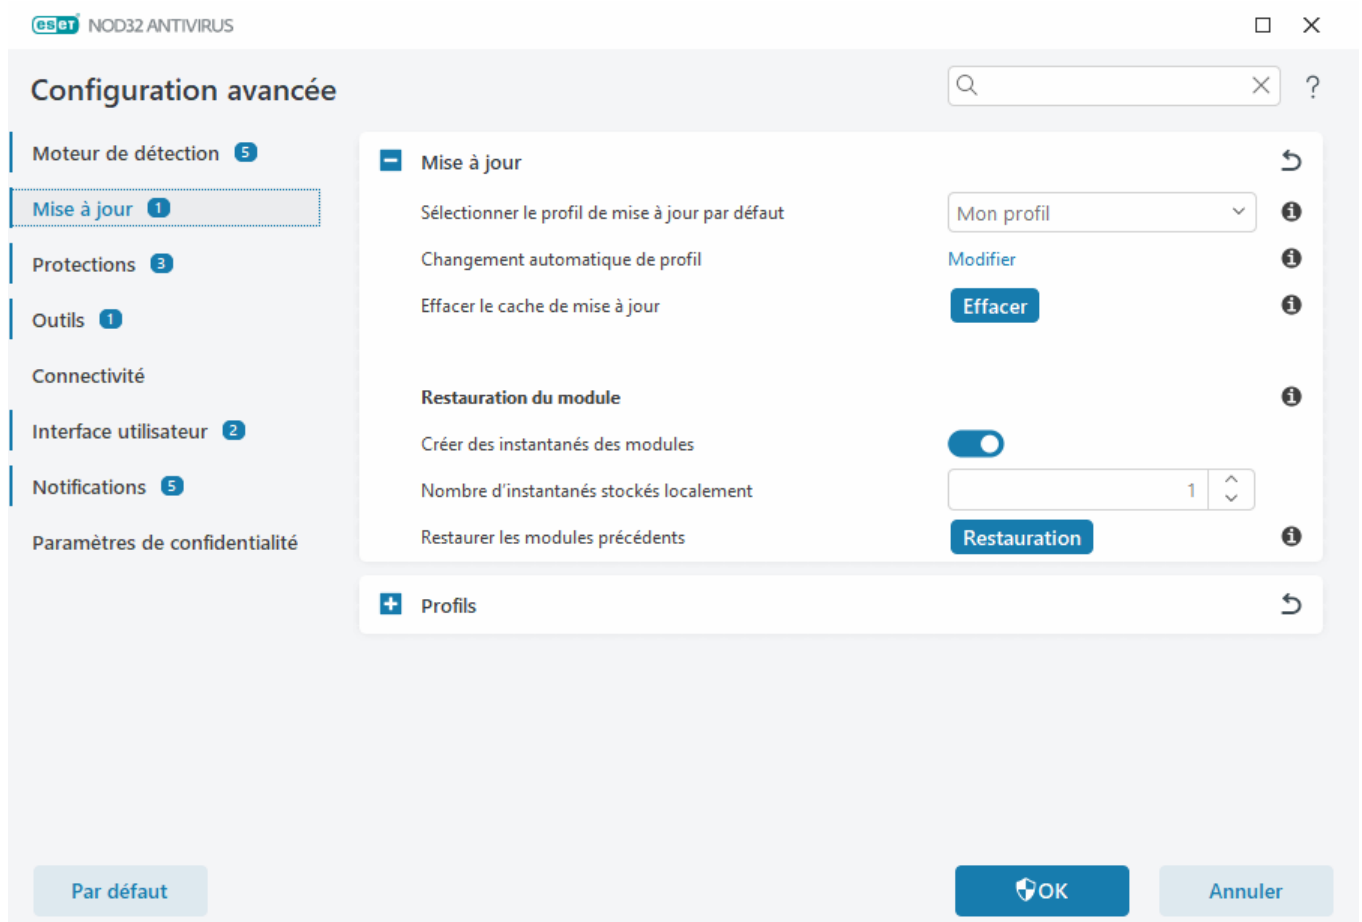 eset NOD32 ANTIVIRUS
Configuration avancée
?
Moteur de détection 5
Mise à jour 1
Protections 3
Outils 1
Connectivité
Interface utilisateur 2
Notifications 5
Paramètres de confidentialité
Mise à jour
Sélectionner le profil de mise à jour par défaut Mon profil
Changement automatique de profil Modifier
Effacer le cache de mise à jour Effacer
Restauration du module
Créer des instantanés des modules
Nombre d'instantanés stockés localement 1
Restaurer les modules précédents Restauration
Profils
Par défaut OK Annuler